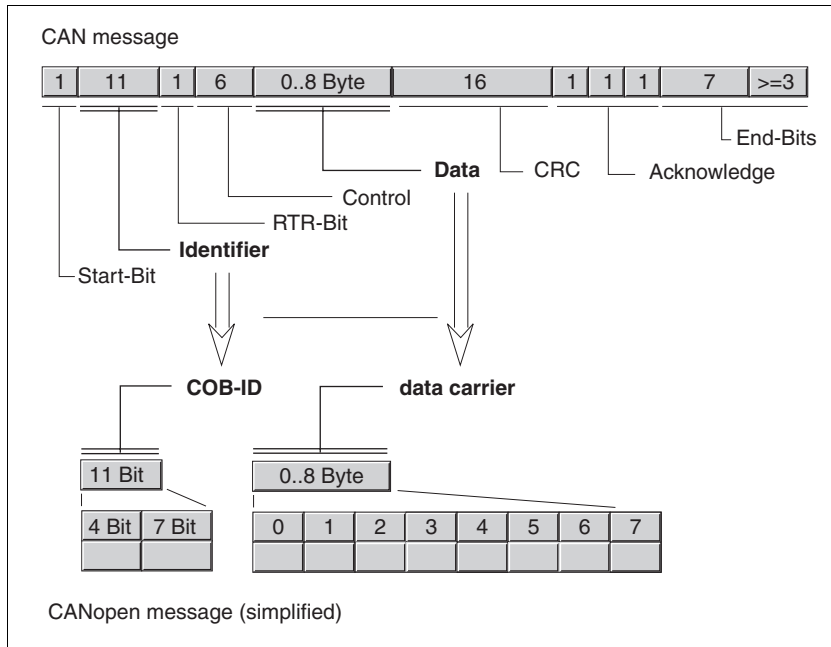 CAN message
1 11 1 6 0..8 Byte 16 1 1 1 7 >=3
End-Bits
Data CRC Acknowledge
Control
RTR-Bit
Identifier
Start-Bit
COB-ID data carrier
11 Bit 0..8 Byte
4 Bit 7 Bit 0 1 2 3 4 5 6 7
CANopen message (simplified)